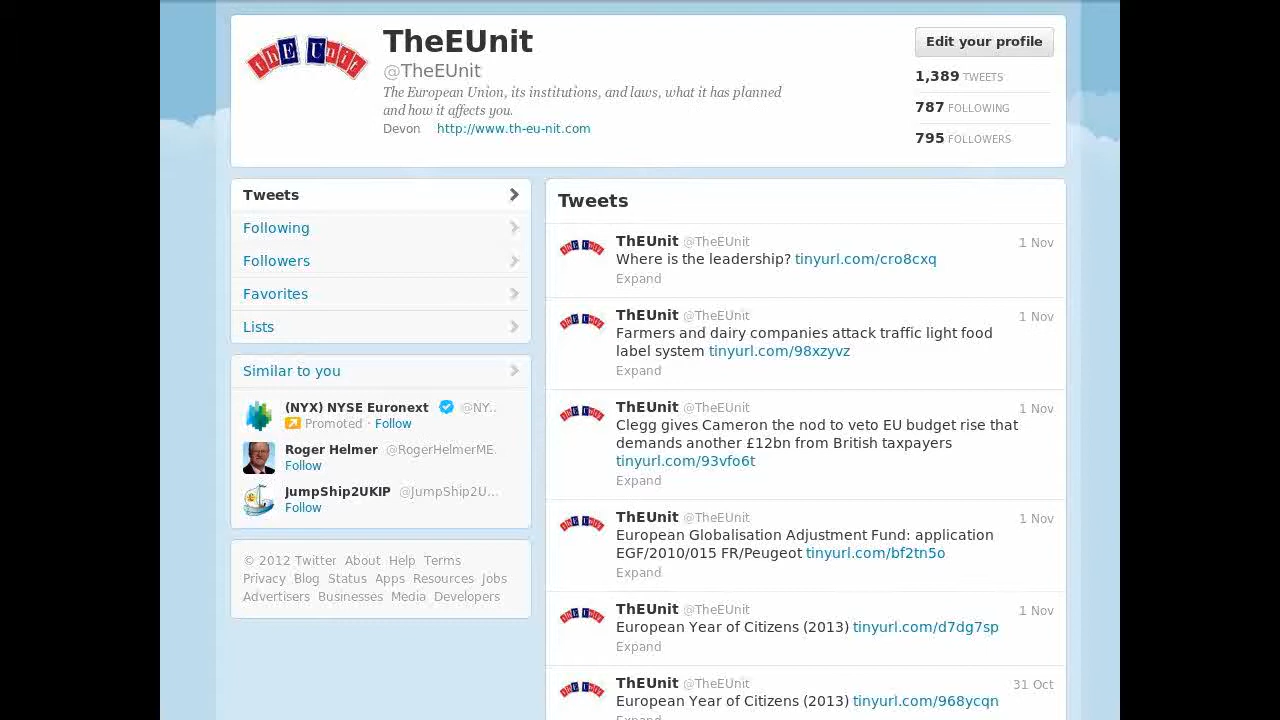 thE Unit
TheEUnit
@TheEUnit
The European Union, its institutions, and laws, what it has planned
and how it affects you.
Devon http://www.th-eu-nit.com
Edit your profile
1,389 TWEETS
787 FOLLOWING
795 FOLLOWERS
Tweets
Following
Followers
Favorites
Lists
Similar to you
(NYX) NYSE Euronext @NY..
Promoted · Follow
Roger Helmer @RogerHelmerME.
Follow
JumpShip2UKIP @JumpShip2U...
Follow
© 2012 Twitter About Help Terms
Privacy Blog Status Apps Resources Jobs
Advertisers Businesses Media Developers
Tweets
ThEUnit @TheEUnit 1 Nov
Where is the leadership? tinyurl.com/cro8cxq
Expand
ThEUnit @TheEUnit 1 Nov
Farmers and dairy companies attack traffic light food
label system tinyurl.com/98xzyvz
Expand
ThEUnit @TheEUnit 1 Nov
Clegg gives Cameron the nod to veto EU budget rise that
demands another £12bn from British taxpayers
tinyurl.com/93vfo6t
Expand
ThEUnit @TheEUnit 1 Nov
European Globalisation Adjustment Fund: application
EGF/2010/015 FR/Peugeot tinyurl.com/bf2tn5o
Expand
ThEUnit @TheEUnit 1 Nov
European Year of Citizens (2013) tinyurl.com/d7dg7sp
Expand
ThEUnit @TheEUnit 31 Oct
European Year of Citizens (2013) tinyurl.com/968ycqn
Expand